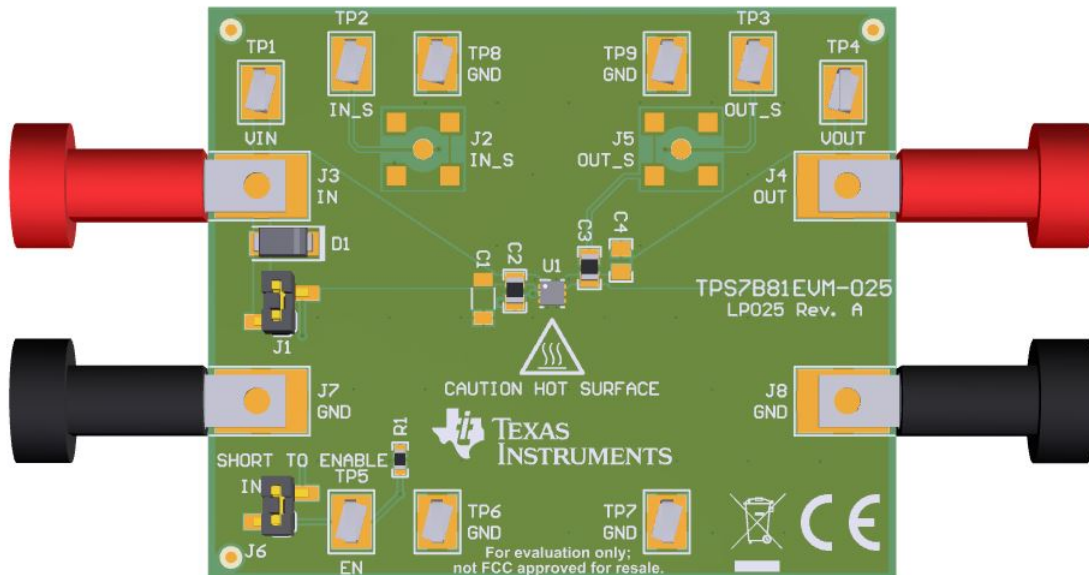 TP1
TP2
TP8
GND
TP9
GND
TP3
TP4
IN_S
OUT_S
VIN
VOUT
J2
IN_S
J5
OUT_S
J3
IN
J4
OUT
D1
C1
C2
U1
C3
C4
TPS7B81EVM-025
LP025 Rev. A
J1
CAUTION HOT SURFACE
J7
GND
J8
GND
TEXAS
INSTRUMENTS
R1
SHORT TO ENABLE
IN
TP5
TP6
GND
TP7
GND
J6
EN
For evaluation only;
not FCC approved for resale.
CE